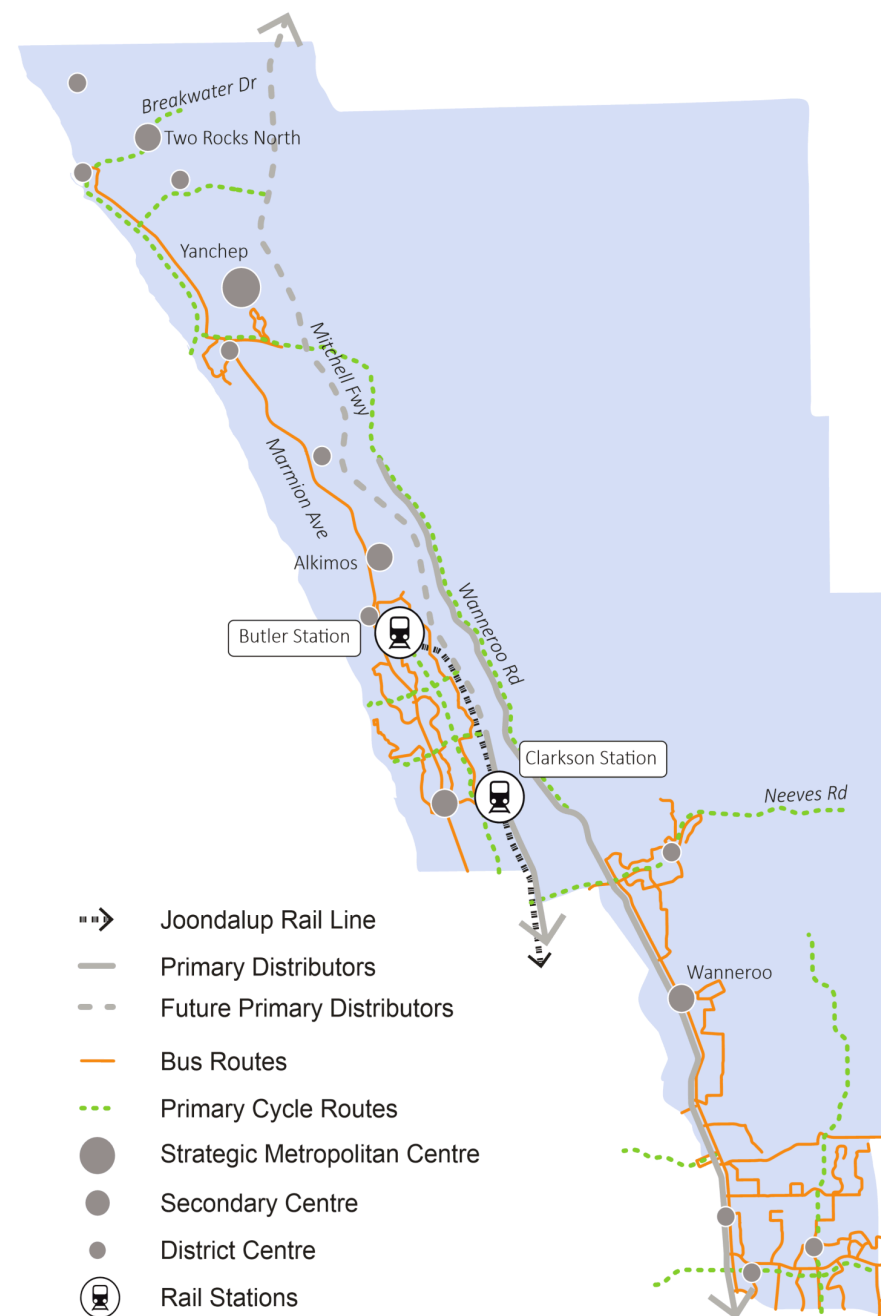 Breakwater Dr
Two Rocks North
Yanchep
Mitchell Fwy
Marmion Ave
Alkimos
Wanneroo Rd
Butler Station
Clarkson Station
Neeves Rd
Wanneroo
Joondalup Rail Line
Primary Distributors
Future Primary Distributors
Bus Routes
Primary Cycle Routes
Strategic Metropolitan Centre
Secondary Centre
District Centre
Rail Stations